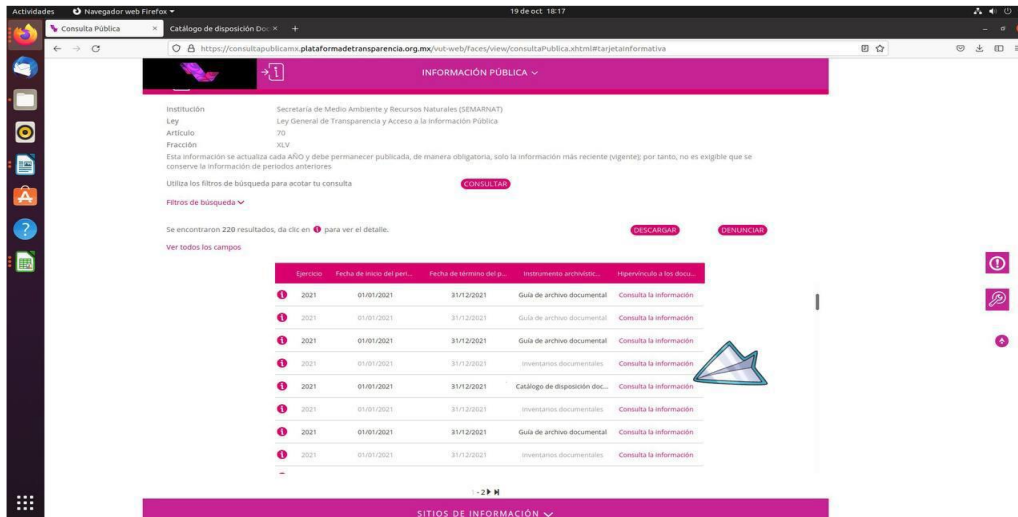 Actividades Navegador web Firefox 19 de oct 18:17
Consulta Pública × Catálogo de disposición Doc × +
https://consultapublicamx.plataformadetransparencia.org.mx/vut-web/faces/view/consultaPublica.xhtml#tarjetaInformativa
INFORMACIÓN PÚBLICA
Institución Secretaría de Medio Ambiente y Recursos Naturales (SEMARNAT)
Ley Ley General de Transparencia y Acceso a la Información Pública
Artículo 70
Fracción XLV
Esta información se actualiza cada AÑO y debe permanecer publicada, de manera obligatoria, solo la información más reciente (vigente); por tanto, no es exigible que se
conserve la información de periodos anteriores
Utiliza los filtros de búsqueda para acotar tu consulta CONSULTAR
Filtros de búsqueda
Se encontraron 220 resultados, da clic en i para ver el detalle. DESCARGAR DENUNCIAR
Ver todos los campos
Ejercicio Fecha de inicio del peri... Fecha de término del p... Instrumento archivístic... Hipervínculo a los docu...
2021 01/01/2021 31/12/2021 Guía de archivo documental Consulta la información
2021 01/01/2021 31/12/2021 Guía de archivo documental Consulta la información
2021 01/01/2021 31/12/2021 Guía de archivo documental Consulta la información
2021 01/01/2021 31/12/2021 Inventarios documentales Consulta la información
2021 01/01/2021 31/12/2021 Catálogo de disposición doc... Consulta la información
2021 01/01/2021 31/12/2021 Inventarios documentales Consulta la información
2021 01/01/2021 31/12/2021 Guía de archivo documental Consulta la información
2021 01/01/2021 31/12/2021 Inventarios documentales Consulta la información
1-2
SITIOS DE INFORMACIÓN